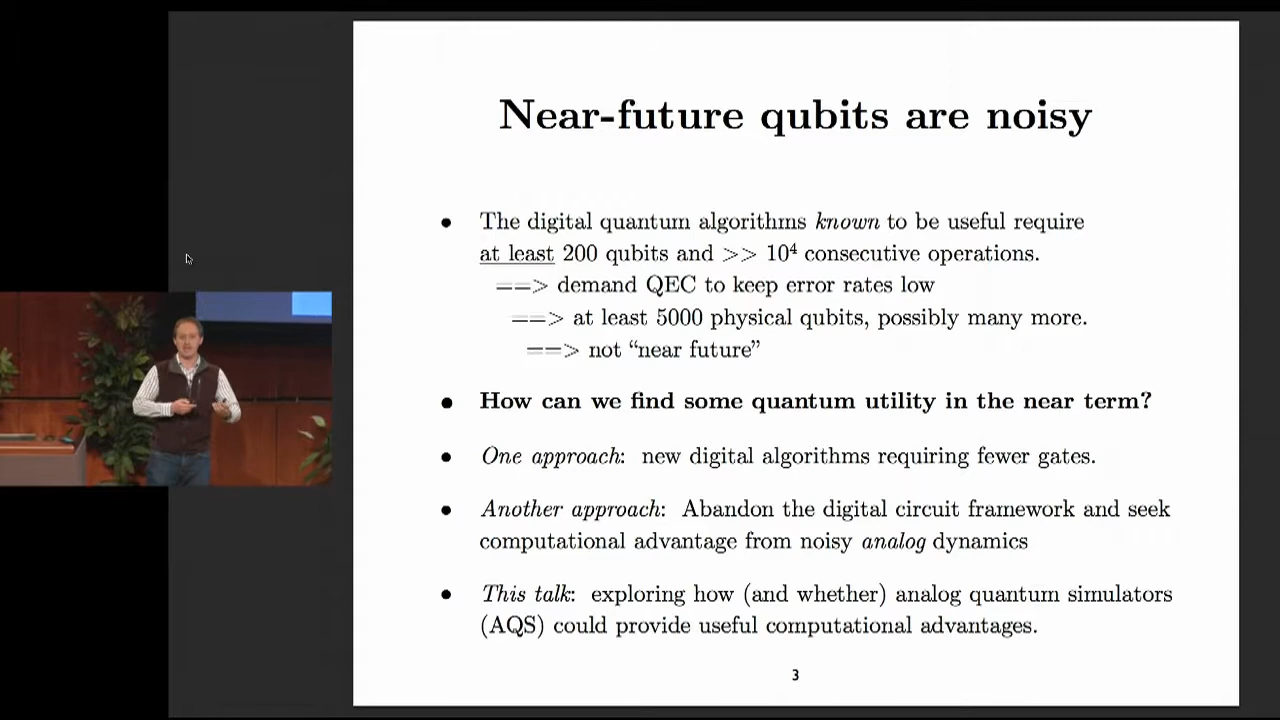 Near-future qubits are noisy
• The digital quantum algorithms known to be useful require
at least 200 qubits and >> 10⁴ consecutive operations.
==> demand QEC to keep error rates low
==> at least 5000 physical qubits, possibly many more.
==> not “near future”
• How can we find some quantum utility in the near term?
• One approach: new digital algorithms requiring fewer gates.
• Another approach: Abandon the digital circuit framework and seek
computational advantage from noisy analog dynamics
• This talk: exploring how (and whether) analog quantum simulators
(AQS) could provide useful computational advantages.
3